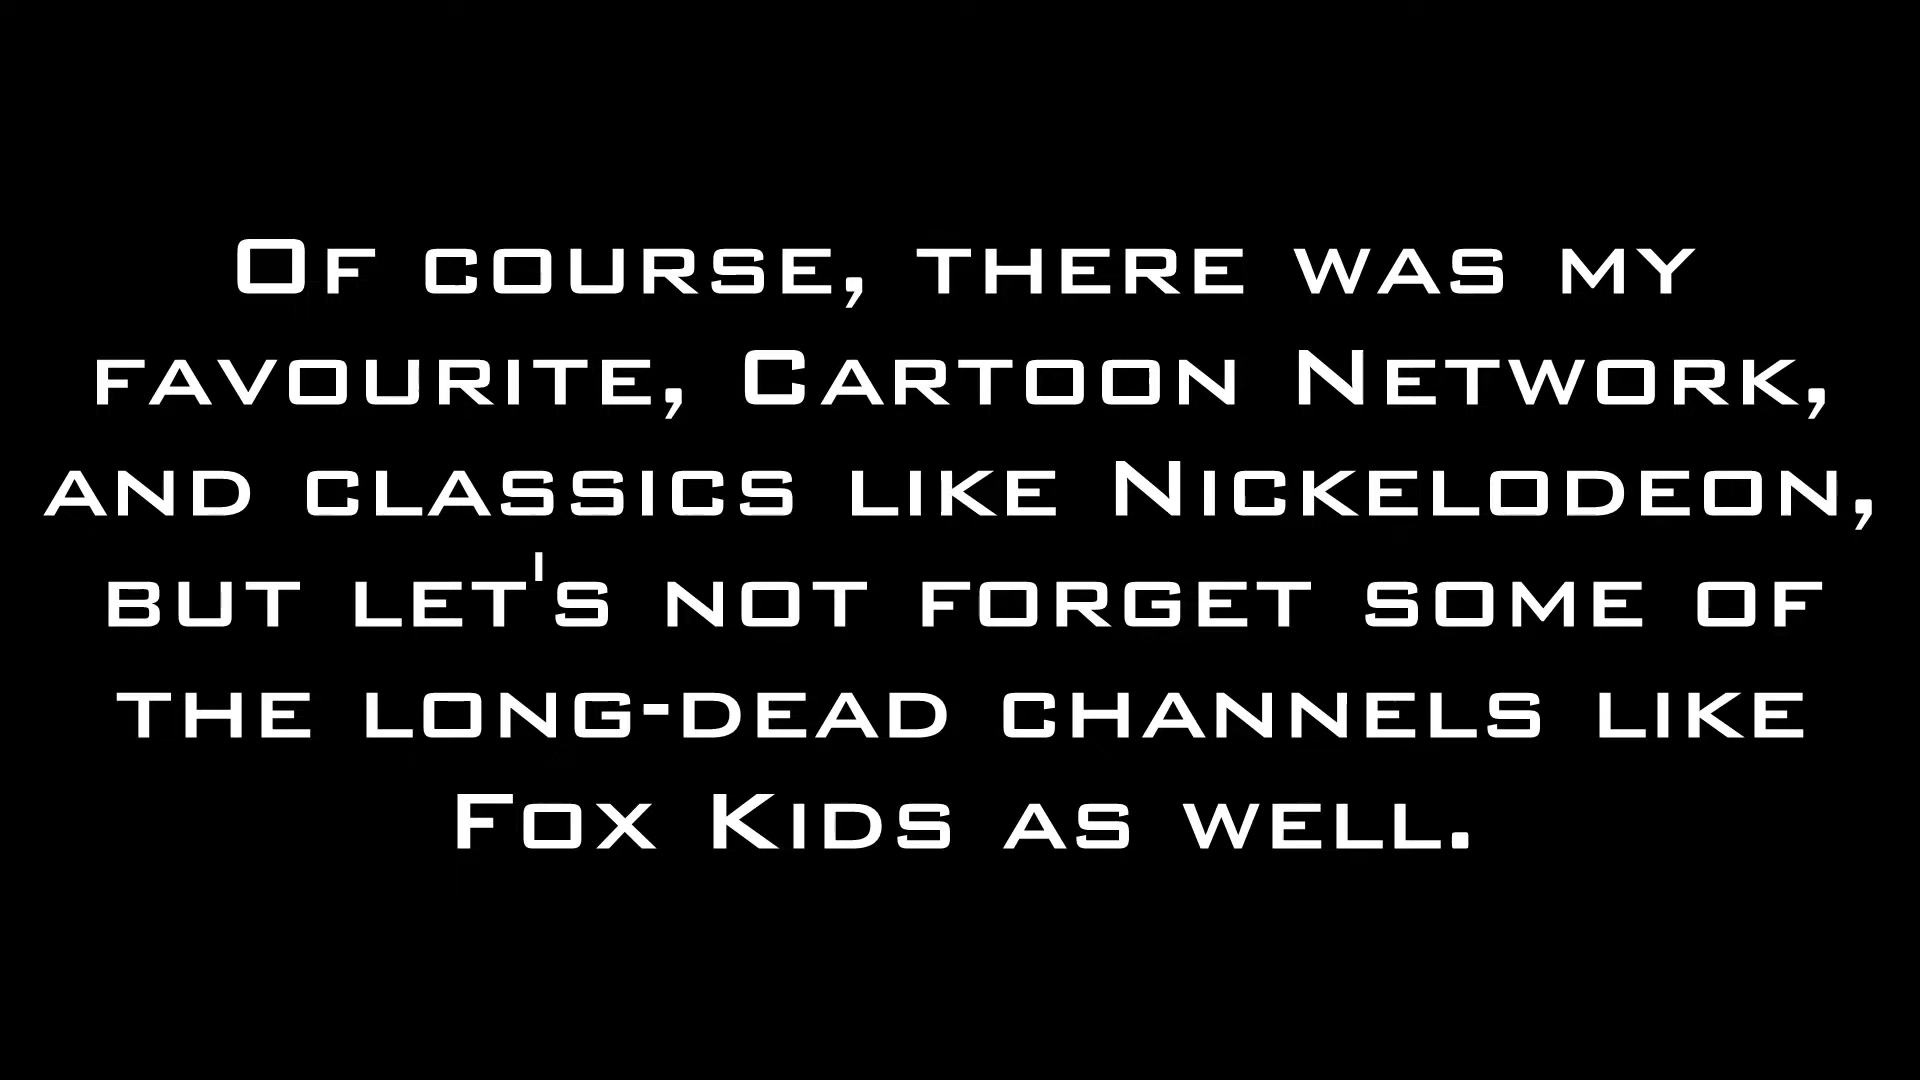 Of course, there was my
favourite, Cartoon Network,
and classics like Nickelodeon,
but let's not forget some of
the long-dead channels like
Fox Kids as well.